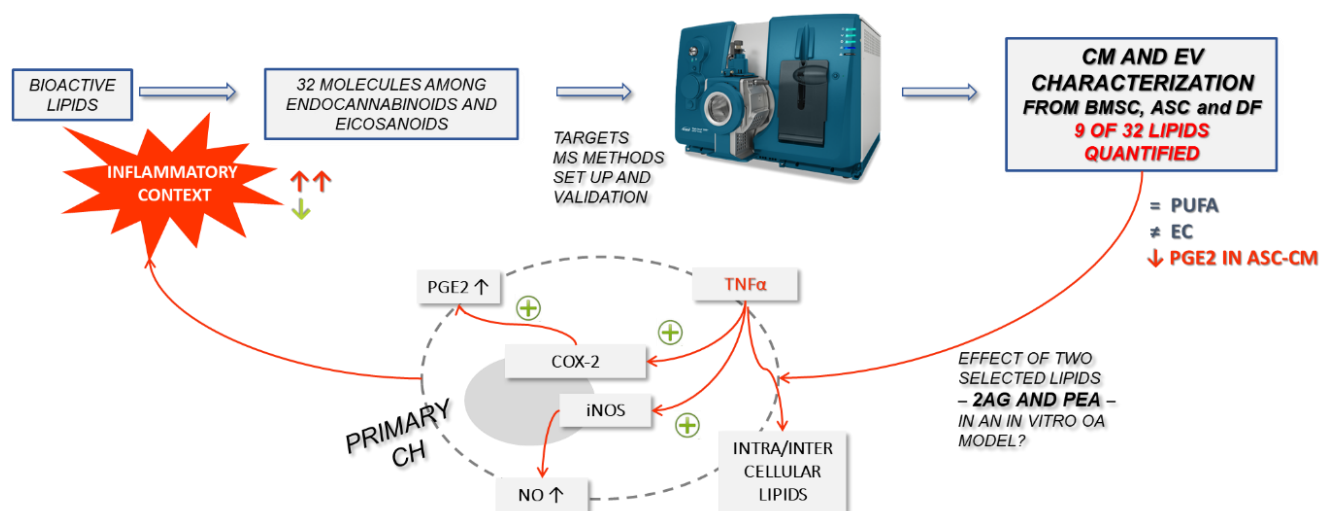 BIOACTIVE
LIPIDS
32 MOLECULES AMONG
ENDOCANNABINOIDS AND
EICOSANOIDS
TARGETS
MS METHODS
SET UP AND
VALIDATION
CM AND EV
CHARACTERIZATION
FROM BMSC, ASC and DF
9 OF 32 LIPIDS
QUANTIFIED
INFLAMMATORY
CONTEXT
↑↑
↓
= PUFA
≠ EC
↓ PGE2 IN ASC-CM
PGE2 ↑
TNFα
COX-2
iNOS
PRIMARY
CH
NO ↑
INTRA/INTER
CELLULAR
LIPIDS
EFFECT OF TWO
SELECTED LIPIDS
– 2AG AND PEA –
IN AN IN VITRO OA
MODEL?